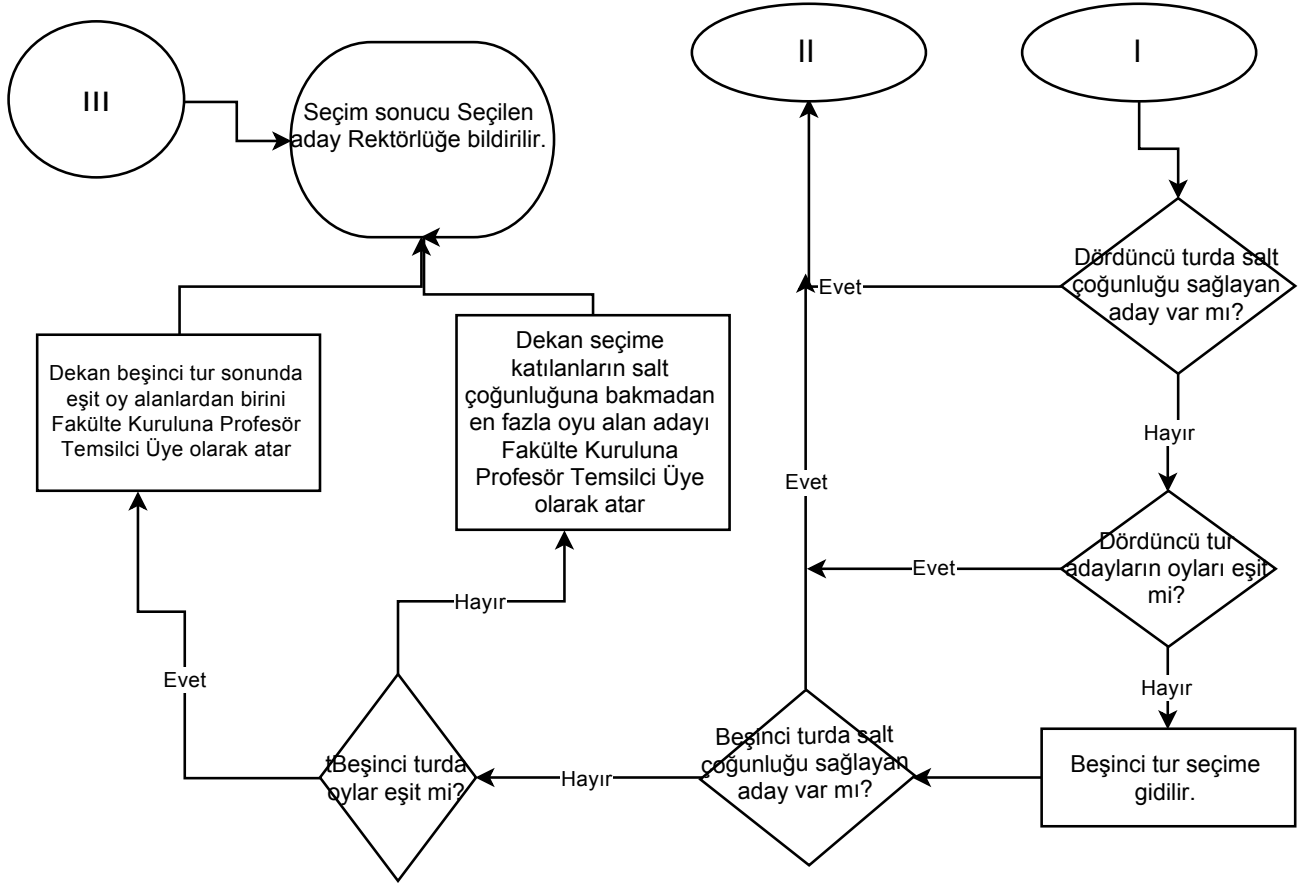 III
Seçim sonucu Seçilen
aday Rektörlüğe bildirilir.
II
I
Dördüncü turda salt
çoğunluğu sağlayan
aday var mı?
Evet
Hayır
Dördüncü tur
adayların oyları eşit
mi?
Evet
Hayır
Beşinci tur seçime
gidilir.
Beşinci turda salt
çoğunluğu sağlayan
aday var mı?
Evet
Hayır
tBeşinci turda
oylar eşit mi?
Hayır
Evet
Dekan seçime
katılanların salt
çoğunluğuna bakmadan
en fazla oyu alan adayı
Fakülte Kuruluna
Profesör Temsilci Üye
olarak atar
Dekan beşinci tur sonunda
eşit oy alanlardan birini
Fakülte Kuruluna Profesör
Temsilci Üye olarak atar